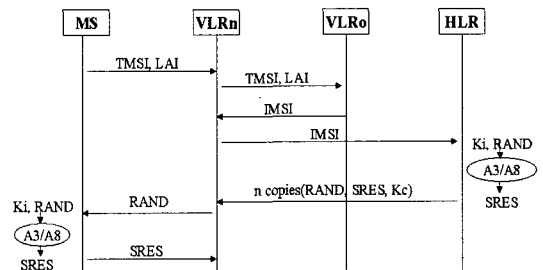 MS VLRn VLRo HLR
TMSI, LAI
TMSI, LAI
IMSI
IMSI
Ki, RAND
A3/A8
SRES
n copies(RAND, SRES, Kc)
RAND
Ki, RAND
A3/A8
SRES
SRES